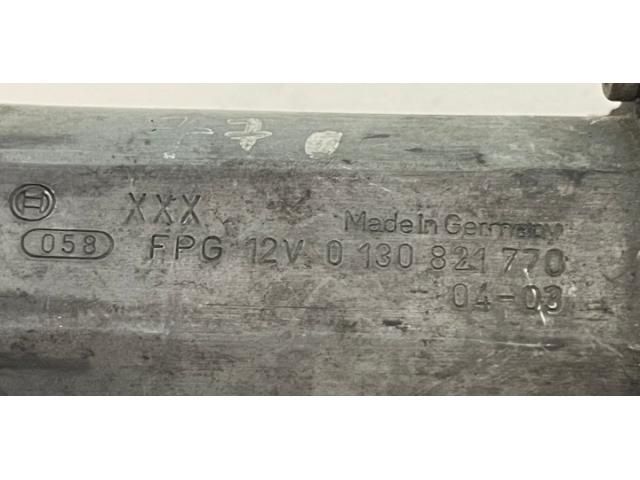 XXX
Made in Germany
058 FPG 12V 0 130 821 770
04-03